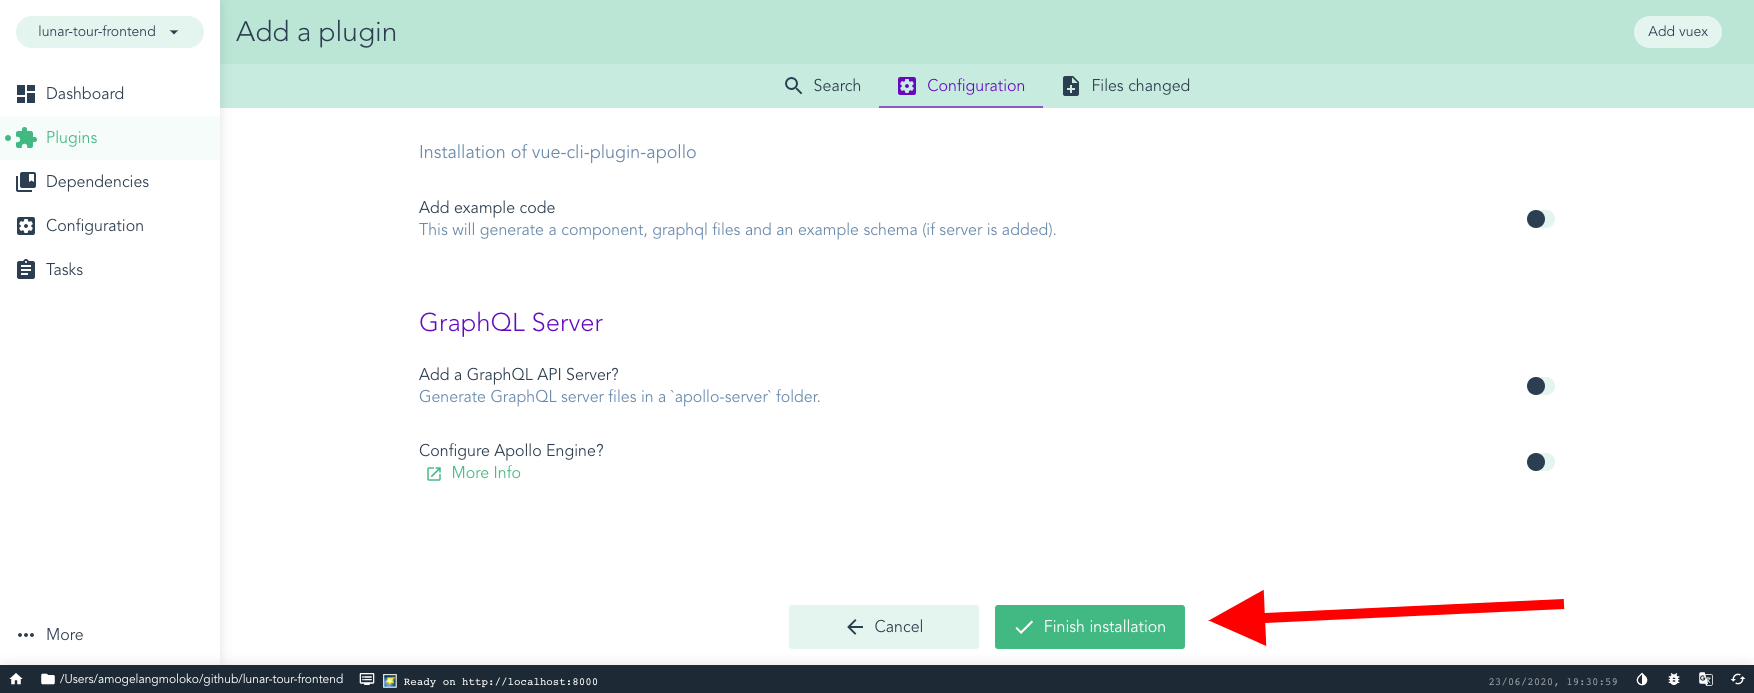 lunar-tour-frontend
Add a plugin
Add vuex
Search
Configuration
Files changed
Dashboard
Plugins
Dependencies
Configuration
Tasks
Installation of vue-cli-plugin-apollo
Add example code
This will generate a component, graphql files and an example schema (if server is added).
GraphQL Server
Add a GraphQL API Server?
Generate GraphQL server files in a `apollo-server` folder.
Configure Apollo Engine?
More Info
Cancel
Finish installation
More
/Users/amogelangmoloko/github/lunar-tour-frontend
Ready on http://localhost:8000
23/06/2020, 19:30:59